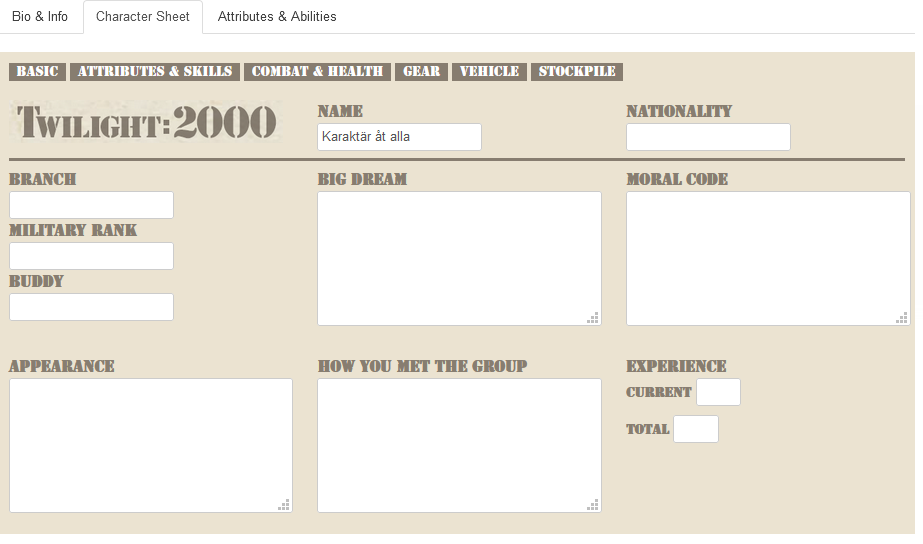 Bio & Info Character Sheet Attributes & Abilities
BASIC ATTRIBUTES & SKILLS COMBAT & HEALTH GEAR VEHICLE STOCKPILE
TWILIGHT:2000
NAME NATIONALITY
Karaktär åt alla
BRANCH BIG DREAM MORAL CODE
MILITARY RANK
BUDDY
APPEARANCE HOW YOU MET THE GROUP EXPERIENCE
CURRENT
TOTAL